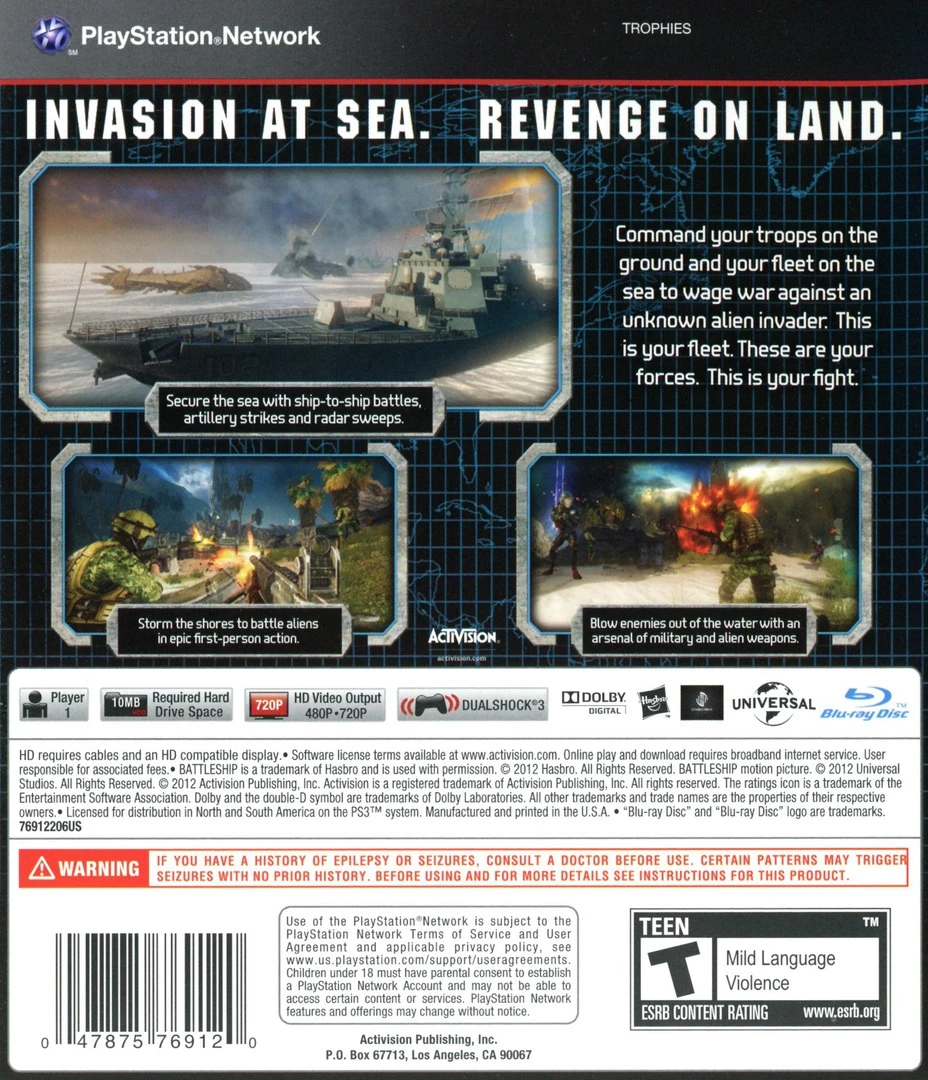 PlayStation®Network
SM
TROPHIES
INVASION AT SEA. REVENGE ON LAND.
Command your troops on the
ground and your fleet on the
sea to wage war against an
unknown alien invader. This
is your fleet. These are your
forces. This is your fight.
Secure the sea with ship-to-ship battles,
artillery strikes and radar sweeps.
Storm the shores to battle aliens
in epic first-person action.
Blow enemies out of the water with an
arsenal of military and alien weapons.
ACTIVISION
activision.com
Player
1
10MB
HDD
Required Hard
Drive Space
720P
HD Video Output
480P•720P
DUALSHOCK®3
DOLBY
DIGITAL
Hasbro
UNIVERSAL
Blu-ray Disc™
HD requires cables and an HD compatible display.• Software license terms available at www.activision.com. Online play and download requires broadband internet service. User
responsible for associated fees.• BATTLESHIP is a trademark of Hasbro and is used with permission. © 2012 Hasbro. All Rights Reserved. BATTLESHIP motion picture. © 2012 Universal
Studios. All Rights Reserved. © 2012 Activision Publishing, Inc. Activision is a registered trademark of Activision Publishing, Inc. All rights reserved. The ratings icon is a trademark of the
Entertainment Software Association. Dolby and the double-D symbol are trademarks of Dolby Laboratories. All other trademarks and trade names are the properties of their respective
owners.• Licensed for distribution in North and South America on the PS3™ system. Manufactured and printed in the U.S.A. • “Blu-ray Disc” and “Blu-ray Disc” logo are trademarks.
76912206US
WARNING
IF YOU HAVE A HISTORY OF EPILEPSY OR SEIZURES, CONSULT A DOCTOR BEFORE USE. CERTAIN PATTERNS MAY TRIGGER
SEIZURES WITH NO PRIOR HISTORY. BEFORE USING AND FOR MORE DETAILS SEE INSTRUCTIONS FOR THIS PRODUCT.
Use of the PlayStation®Network is subject to the
PlayStation Network Terms of Service and User
Agreement and applicable privacy policy, see
www.us.playstation.com/support/useragreements.
Children under 18 must have parental consent to establish
a PlayStation Network Account and may not be able to
access certain content or services. PlayStation Network
features and offerings may change without notice.
Activision Publishing, Inc.
P.O. Box 67713, Los Angeles, CA 90067
0 47875 76912 0
TEEN ™
T
Mild Language
Violence
ESRB CONTENT RATING www.esrb.org